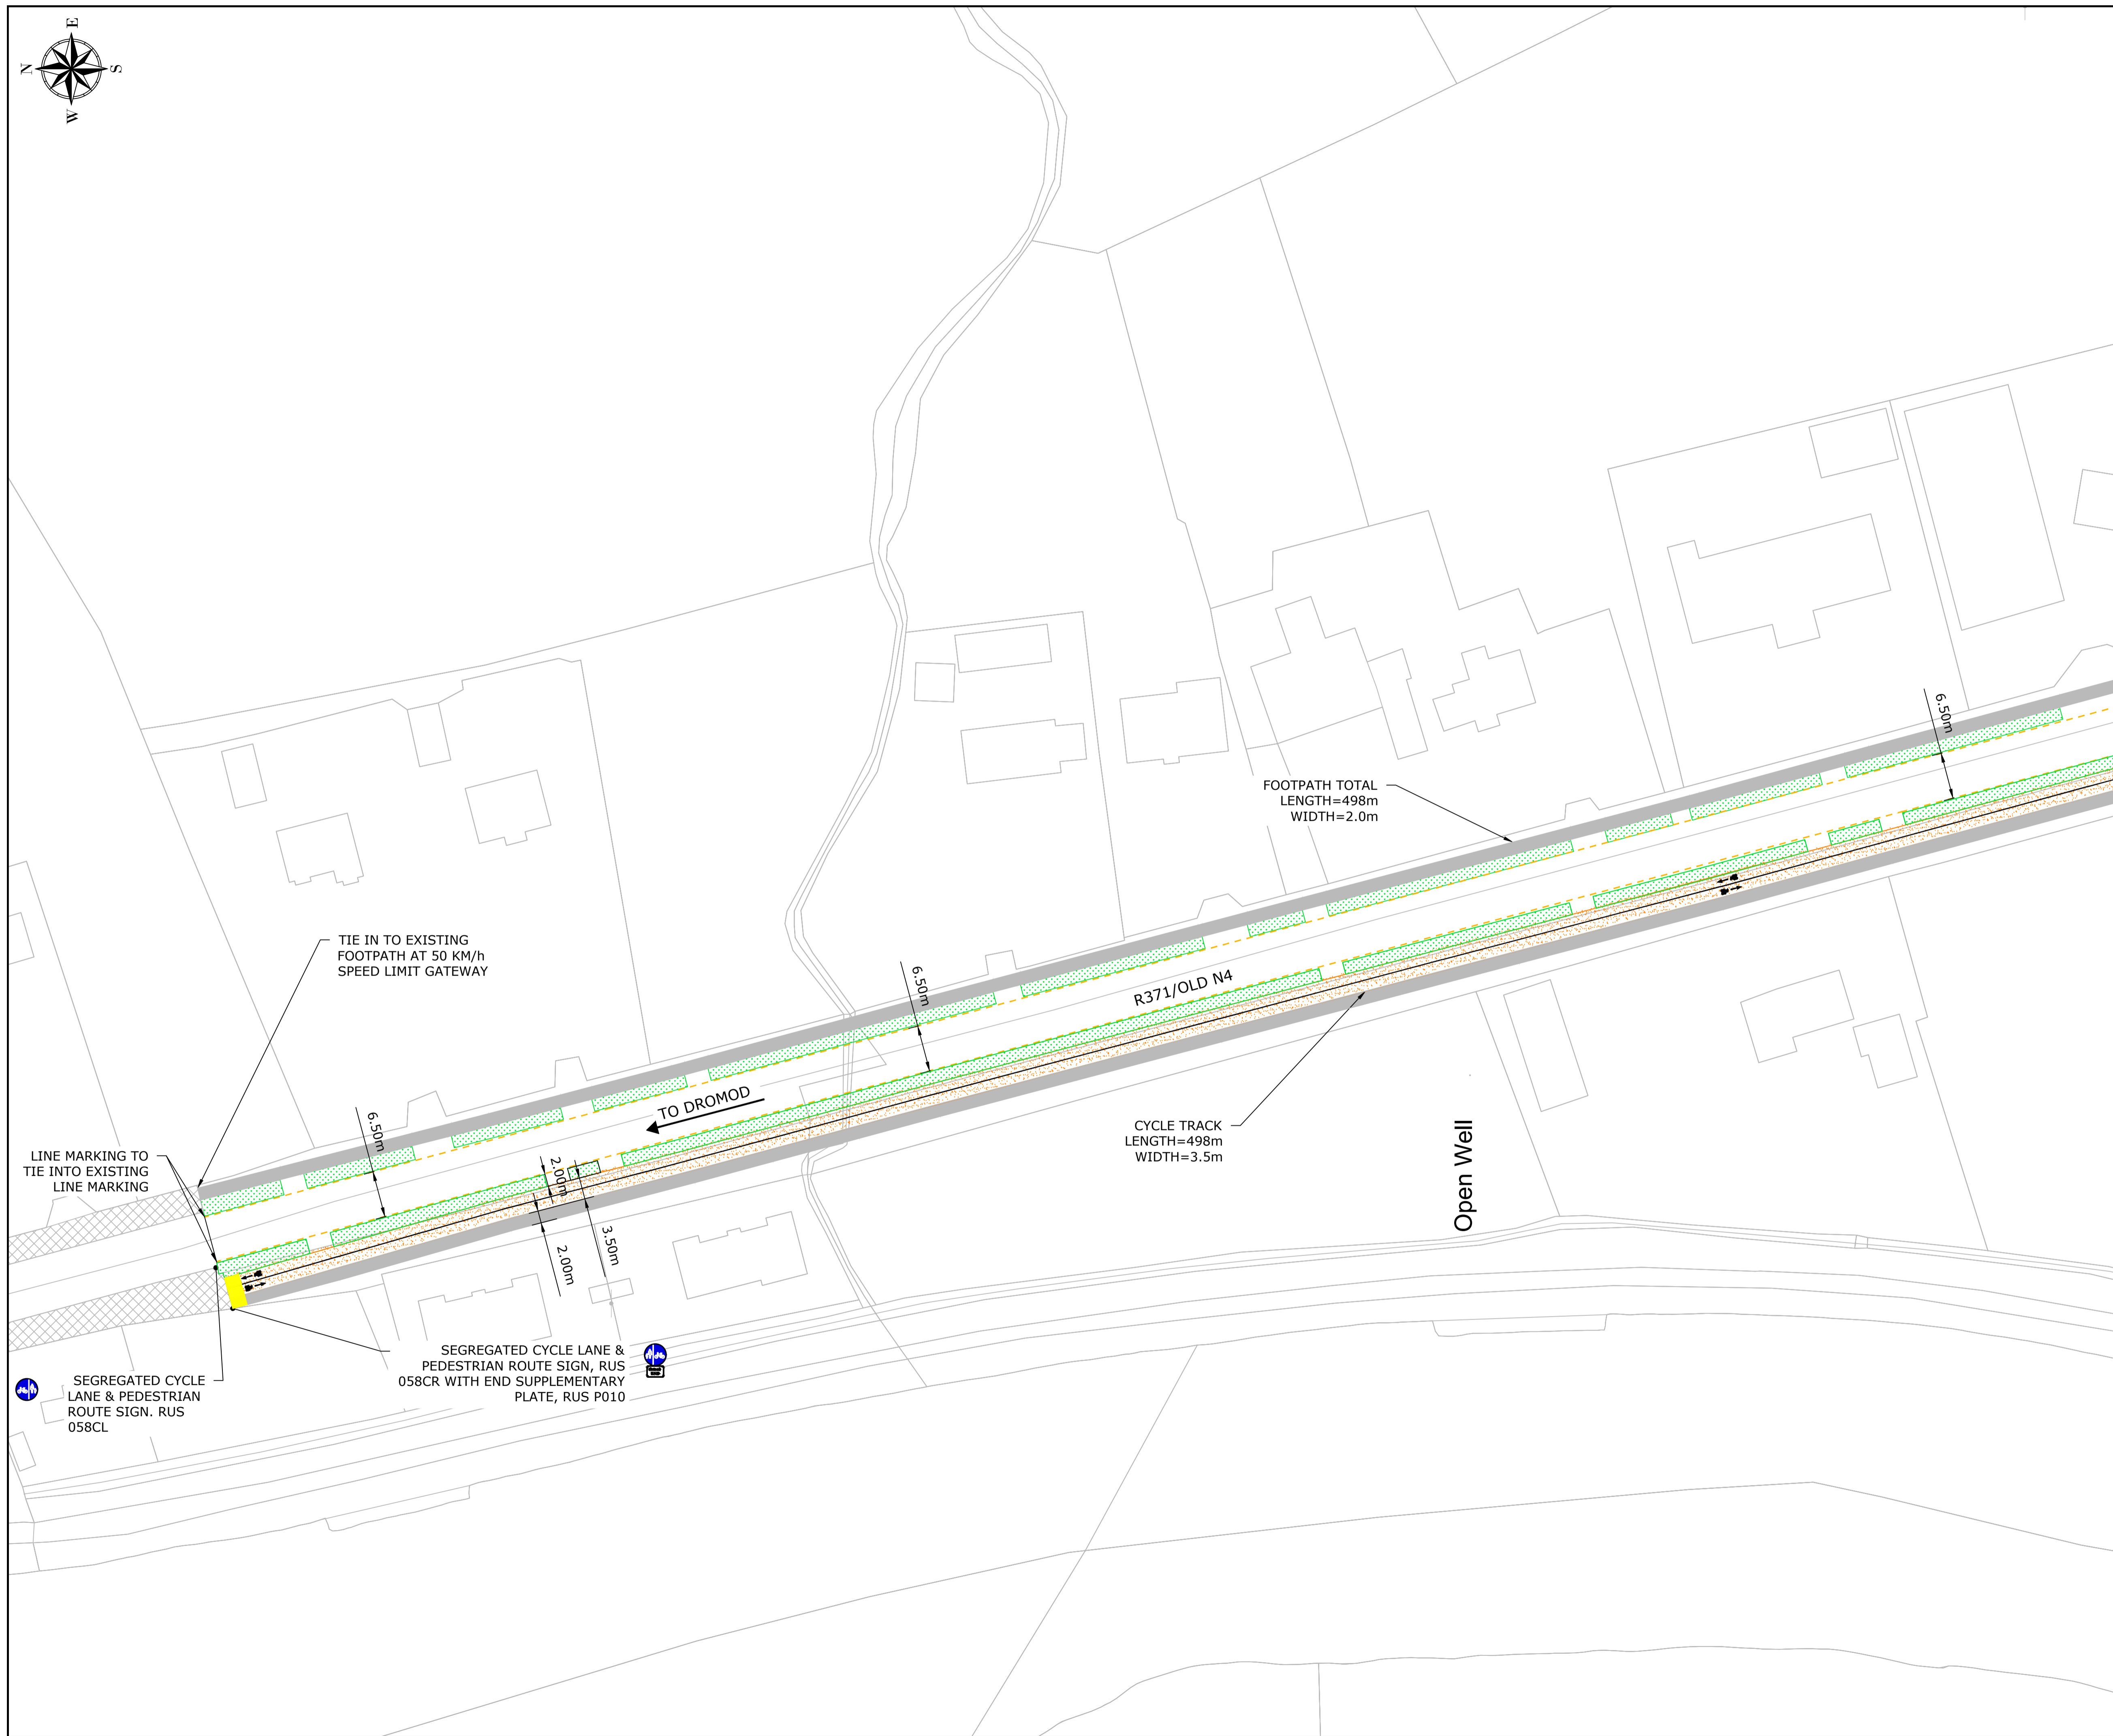 E
N
S
W
6.50m
FOOTPATH TOTAL
LENGTH=498m
WIDTH=2.0m
TIE IN TO EXISTING
FOOTPATH AT 50 KM/h
SPEED LIMIT GATEWAY
6.50m
R371/OLD N4
TO DROMOD
6.50m
CYCLE TRACK
LENGTH=498m
WIDTH=3.5m
Open Well
LINE MARKING TO
TIE INTO EXISTING
LINE MARKING
2.00m
3.50m
2.00m
SEGREGATED CYCLE LANE &
PEDESTRIAN ROUTE SIGN, RUS
058CR WITH END SUPPLEMENTARY
PLATE, RUS P010
SEGREGATED CYCLE
LANE & PEDESTRIAN
ROUTE SIGN. RUS
058CL